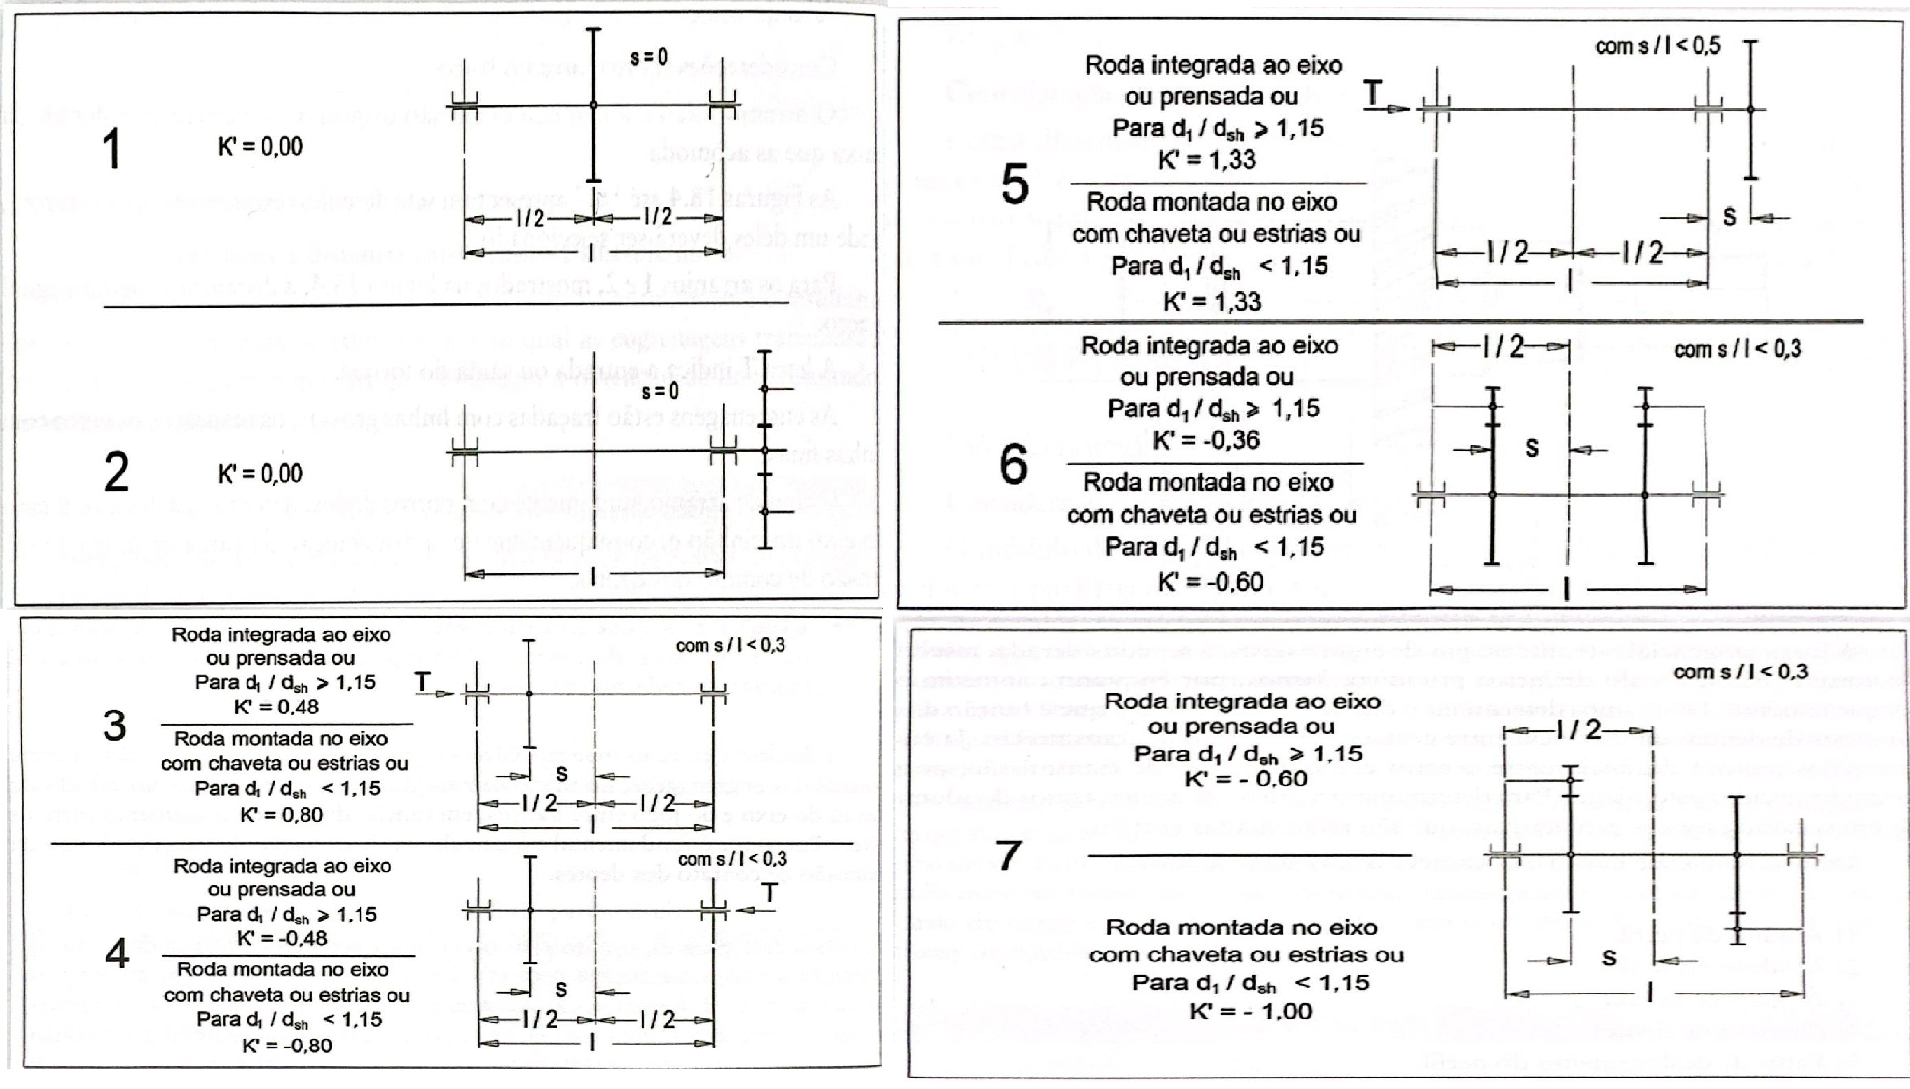 1
K' = 0,00
s = 0
l/2
l/2
l
2
K' = 0,00
s = 0
l
3
Roda integrada ao eixo
ou prensada ou
Para d₁ / dsh > 1,15
K' = 0,48
Roda montada no eixo
com chaveta ou estrias ou
Para d₁ / dsh < 1,15
K' = 0,80
com s / l < 0,3
T
s
l/2
l/2
l
4
Roda integrada ao eixo
ou prensada ou
Para d₁ / dsh ⩾ 1,15
K' = -0,48
Roda montada no eixo
com chaveta ou estrias ou
Para d₁ / dsh < 1,15
K' = -0,80
com s / l < 0,3
T
s
l/2
l/2
l
5
Roda integrada ao eixo
ou prensada ou
Para d₁ / dsh ⩾ 1,15
K' = 1,33
Roda montada no eixo
com chaveta ou estrias ou
Para d₁ / dsh < 1,15
K' = 1,33
com s / l < 0,5
T
s
l/2
l/2
l
6
Roda integrada ao eixo
ou prensada ou
Para d₁ / dsh ⩾ 1,15
K' = -0,36
Roda montada no eixo
com chaveta ou estrias ou
Para d₁ / dsh < 1,15
K' = -0,60
l/2
com s / l < 0,3
s
l
7
Roda integrada ao eixo
ou prensada ou
Para d₁ / dsh ⩾ 1,15
K' = - 0,60
Roda montada no eixo
com chaveta ou estrias ou
Para d₁ / dsh < 1,15
K' = - 1,00
com s / l < 0,3
l/2
s
l